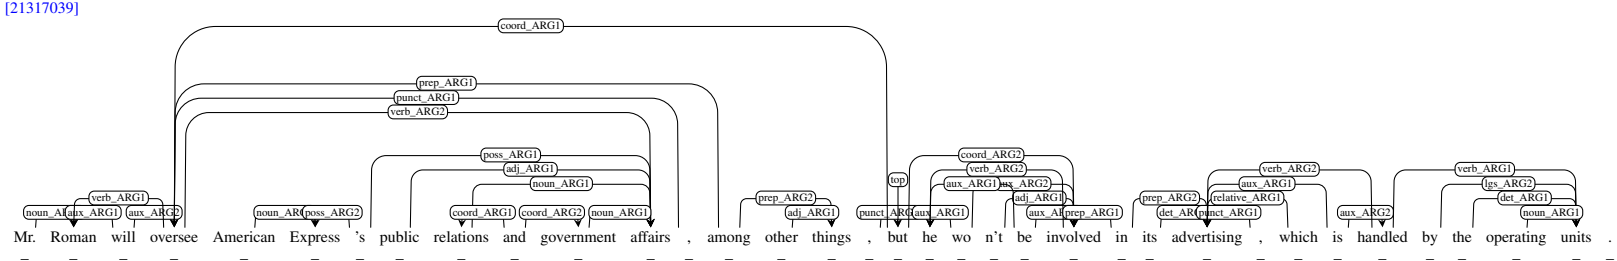 [21317039]
coord_ARG1
prep_ARG1
punct_ARG1
verb_ARG2
poss_ARG1 coord_ARG2
adj_ARG1 verb_ARG2 verb_ARG2 verb_ARG1
noun_ARG1 top aux_ARG1 aux_ARG2 aux_ARG1 lgs_ARG2
verb_ARG1 prep_ARG2 adj_ARG1 prep_ARG2 relative_ARG1 det_ARG1
aux_ARG1 aux_ARG2 poss_ARG2 coord_ARG1 coord_ARG2 noun_ARG1 adj_ARG1 aux_ARG1 prep_ARG1 punct_ARG1 aux_ARG2 noun_ARG1
Mr. Roman will oversee American Express 's public relations and government affairs , among other things , but he wo n't be involved in its advertising , which is handled by the operating units .
_ _ _ _ _ _ _ _ _ _ _ _ _ _ _ _ _ _ _ _ _ _ _ _ _ _ _ _ _ _ _ _ _ _ _